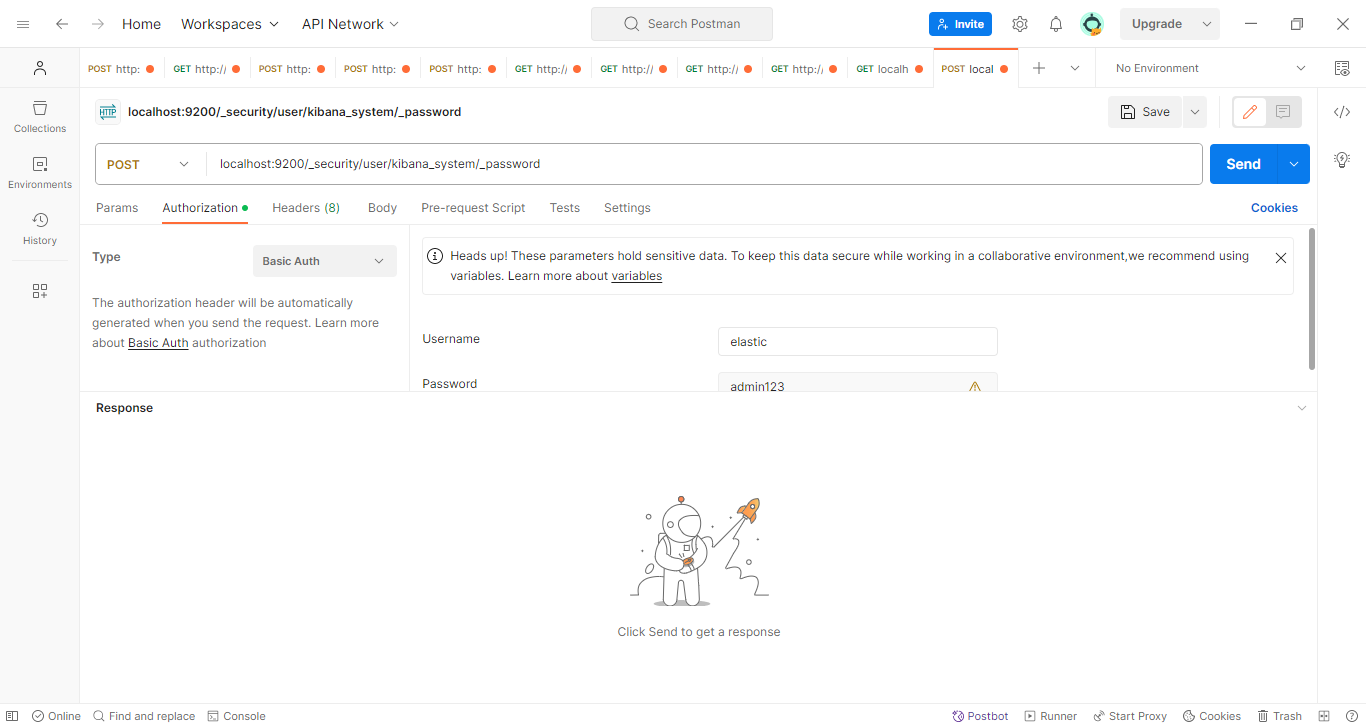 Home Workspaces API Network Search Postman Invite Upgrade
POST http: GET http:/ POST http: POST http: POST http: GET http:/ GET http:/ GET http:/ GET http:/ GET localh POST local No Environment
HTTP localhost:9200/_security/user/kibana_system/_password Save
Collections
POST localhost:9200/_security/user/kibana_system/_password Send
Environments
Params Authorization Headers (8) Body Pre-request Script Tests Settings Cookies
History
Type Basic Auth
Heads up! These parameters hold sensitive data. To keep this data secure while working in a collaborative environment,we recommend using
variables. Learn more about variables
The authorization header will be automatically
generated when you send the request. Learn more
about Basic Auth authorization
Username elastic
Password admin123
Response
Click Send to get a response
Online Find and replace Console Postbot Runner Start Proxy Cookies Trash